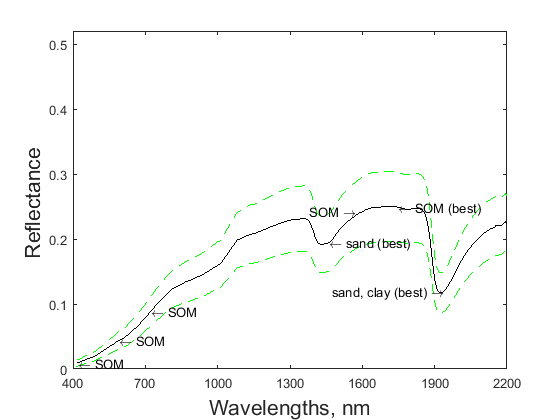 0.5
0.4
0.3
0.2
0.1
0
Reflectance
SOM →
← SOM (best)
← sand (best)
sand, clay (best) →
← SOM
← SOM
← SOM
400 700 1000 1300 1600 1900 2200
Wavelengths, nm